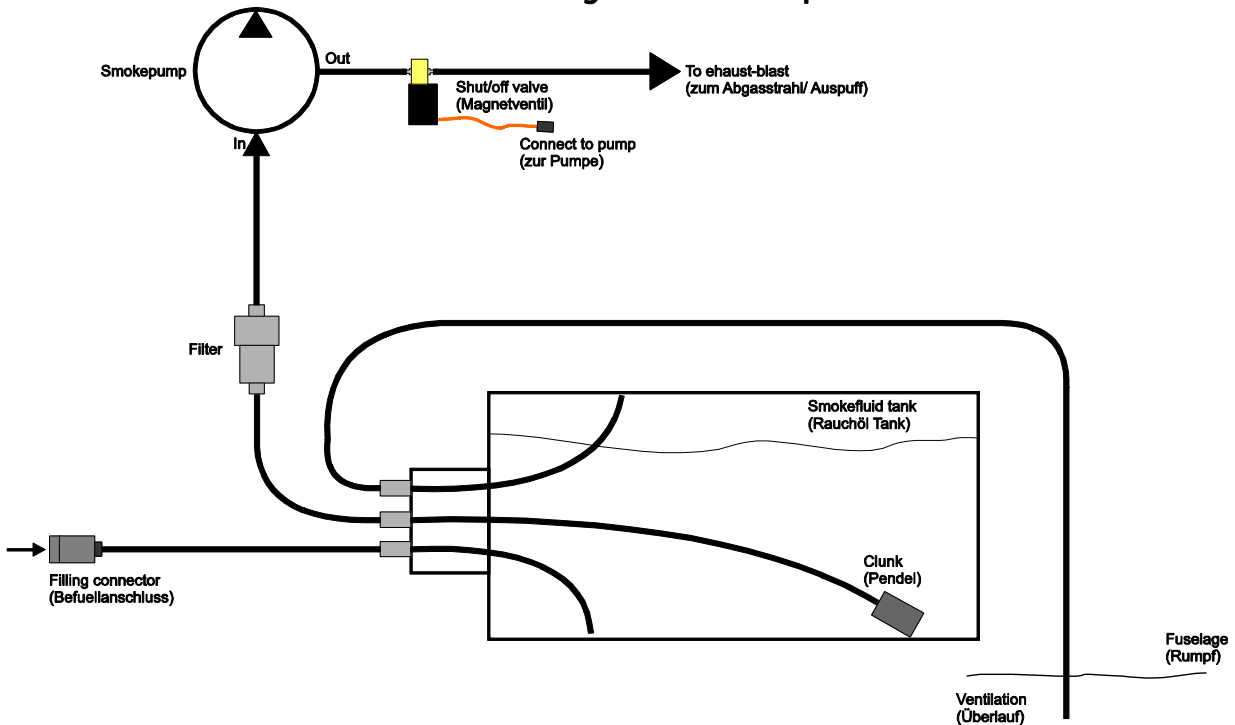 Smokepump
Out
To ehaust-blast
(zum Abgasstrahl/ Auspuff)
Shut/off valve
(Magnetventil)
In
Connect to pump
(zur Pumpe)
Filter
Smokefluid tank
(Rauchöl Tank)
Clunk
(Pendel)
Filling connector
(Befuellanschluss)
Fuselage
(Rumpf)
Ventilation
(Überlauf)